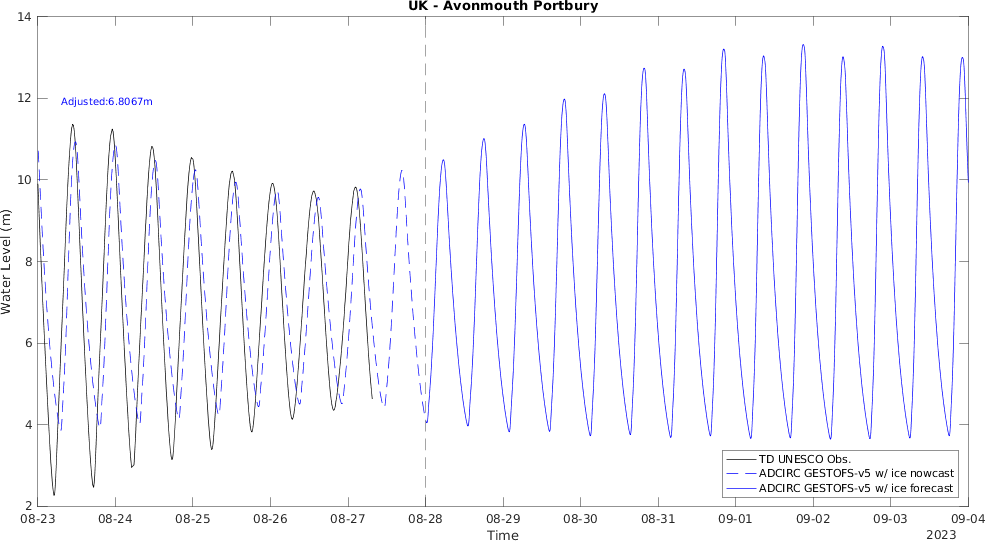 UK - Avonmouth Portbury
14
12
10
8
6
4
2
Water Level (m)
Adjusted:6.8067m
TD UNESCO Obs.
ADCIRC GESTOFS-v5 w/ ice nowcast
ADCIRC GESTOFS-v5 w/ ice forecast
08-23 08-24 08-25 08-26 08-27 08-28 08-29 08-30 08-31 09-01 09-02 09-03 09-04
Time
2023